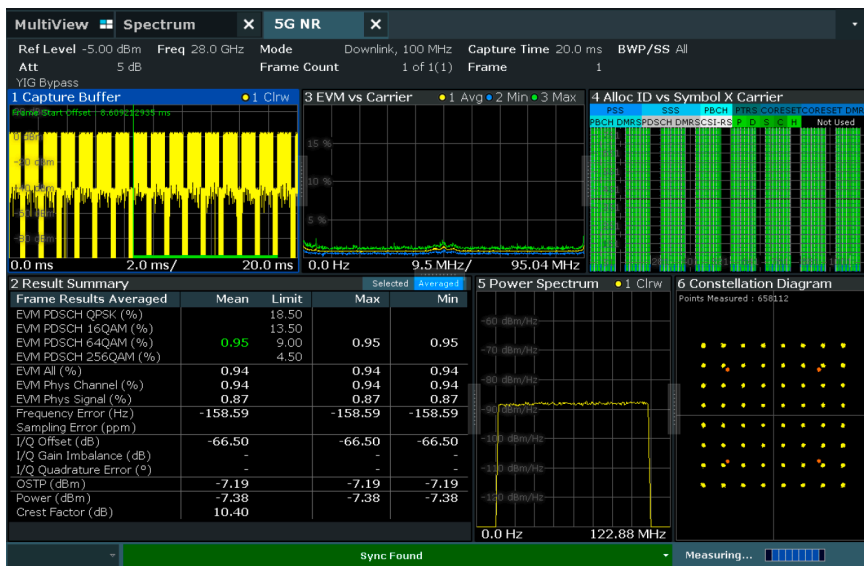 MultiView Spectrum X 5G NR X
Ref Level -5.00 dBm Freq 28.0 GHz Mode Downlink, 100 MHz Capture Time 20.0 ms BWP/SS All
Att 5 dB Frame Count 1 of 1(1) Frame 1
YIG Bypass
1 Capture Buffer 1 Clrw
Frame Start Offset : 8.609212935 ms
0.0 ms 2.0 ms/ 20.0 ms
3 EVM vs Carrier 1 Avg 2 Min 3 Max
15 %
10 %
5 %
0.0 Hz 9.5 MHz/ 95.04 MHz
4 Alloc ID vs Symbol X Carrier
PSS SSS PBCH PTRS CORESET CORESET DMR
PBCH DMRS PDSCH DMRS CSI-RS P D S C H Not Used
2 Result Summary Selected Averaged
Frame Results Averaged Mean Limit Max Min
EVM PDSCH QPSK (%) 18.50
EVM PDSCH 16QAM (%) 13.50
EVM PDSCH 64QAM (%) 0.95 9.00 0.95 0.95
EVM PDSCH 256QAM (%) 4.50
EVM All (%) 0.94 0.94 0.94
EVM Phys Channel (%) 0.94 0.94 0.94
EVM Phys Signal (%) 0.87 0.87 0.87
Frequency Error (Hz) -158.59 -158.59 -158.59
Sampling Error (ppm)
I/Q Offset (dB) -66.50 -66.50 -66.50
I/Q Gain Imbalance (dB) - - -
I/Q Quadrature Error (°) - - -
OSTP (dBm) -7.19 -7.19 -7.19
Power (dBm) -7.38 -7.38 -7.38
Crest Factor (dB) 10.40
5 Power Spectrum 1 Clrw
-60 dBm/Hz
-70 dBm/Hz
-80 dBm/Hz
-90 dBm/Hz
-100 dBm/Hz
-110 dBm/Hz
-120 dBm/Hz
0.0 Hz 122.88 MHz
6 Constellation Diagram
Points Measured : 658112
Sync Found Measuring...